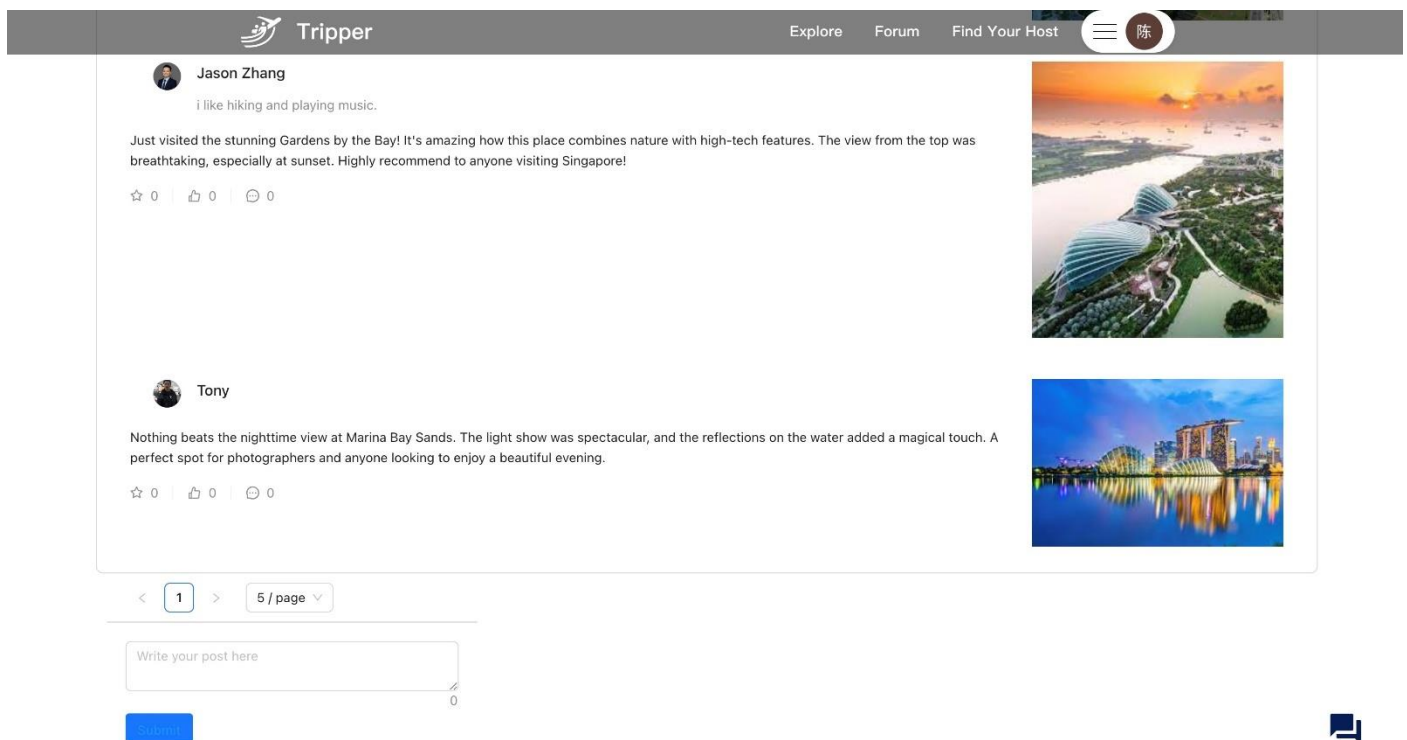 Tripper
Explore Forum Find Your Host 陈
Jason Zhang
i like hiking and playing music.
Just visited the stunning Gardens by the Bay! It's amazing how this place combines nature with high-tech features. The view from the top was
breathtaking, especially at sunset. Highly recommend to anyone visiting Singapore!
0 0 0
Tony
Nothing beats the nighttime view at Marina Bay Sands. The light show was spectacular, and the reflections on the water added a magical touch. A
perfect spot for photographers and anyone looking to enjoy a beautiful evening.
0 0 0
< 1 > 5 / page
Write your post here
0
Submit